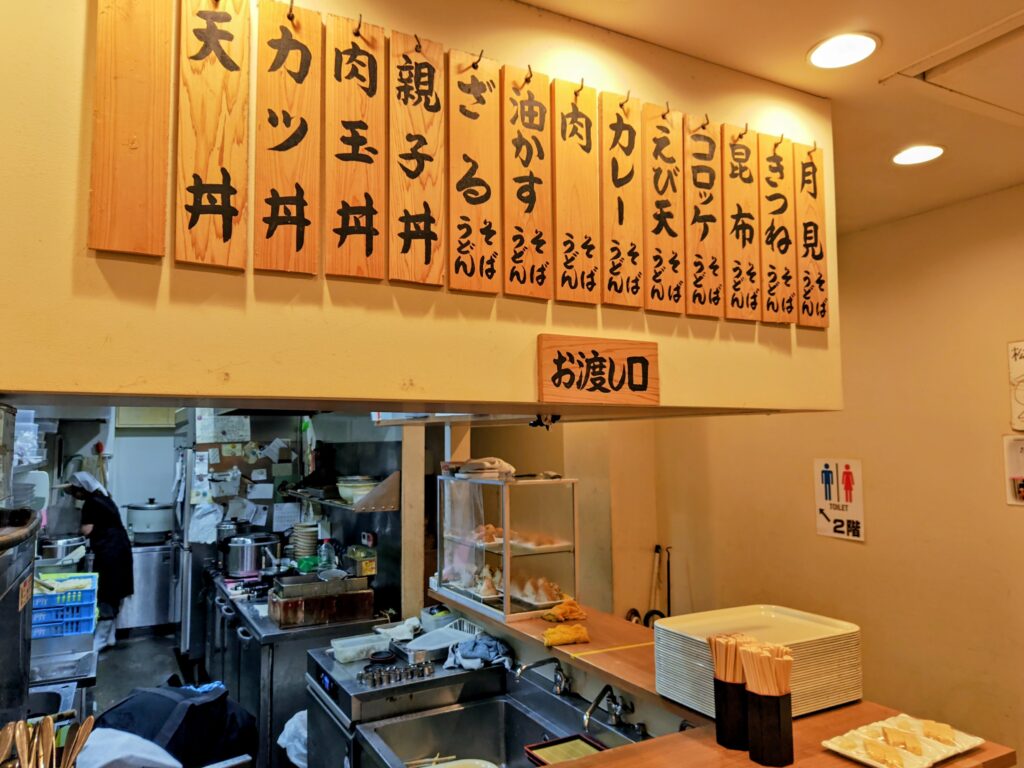 月見 そば うどん
きつね そば うどん
昆布 そば うどん
コロッケ そば うどん
えび天 そば うどん
カレー そば うどん
肉 そば うどん
油かす そば うどん
ざる そば うどん
親子丼
肉玉丼
カツ丼
天丼
お渡し口
TOILET
2階